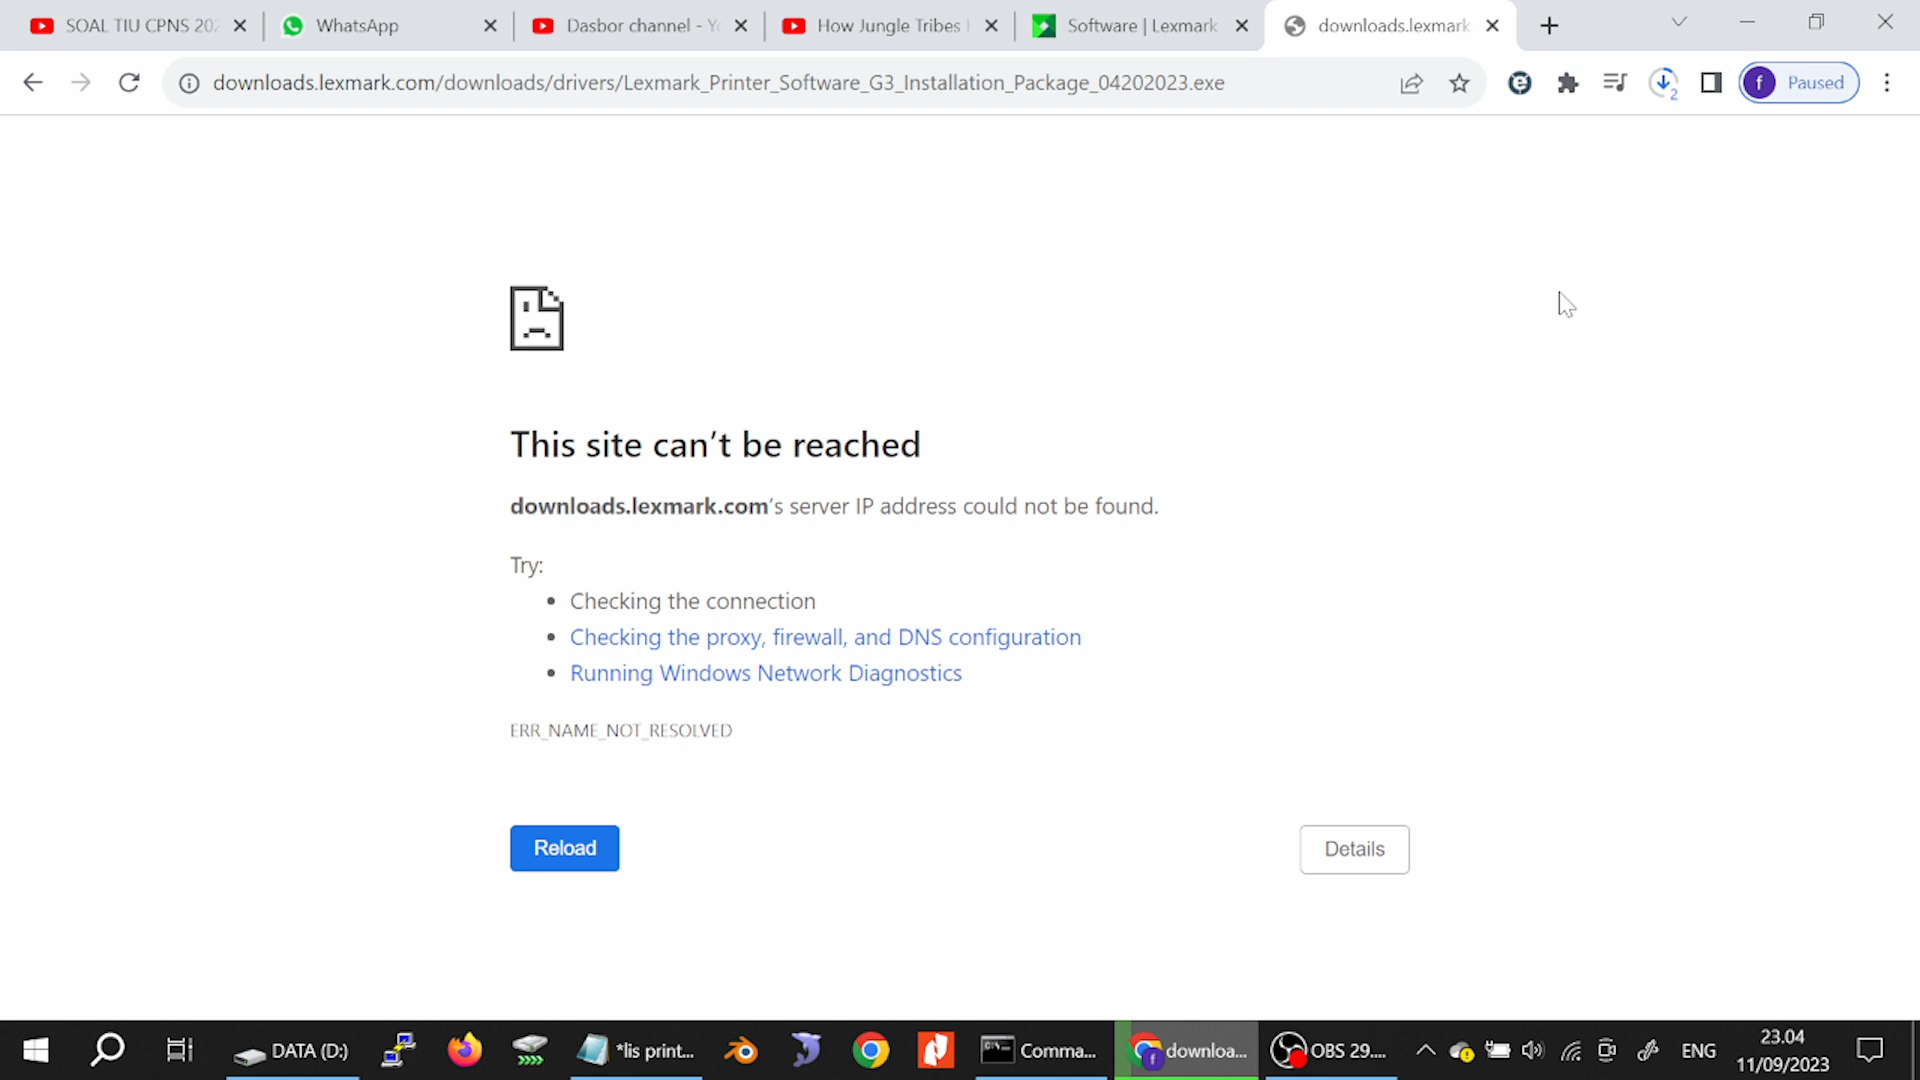 SOAL TIU CPNS 202
WhatsApp
Dasbor channel - Yo
How Jungle Tribes
Software | Lexmark
downloads.lexmark
downloads.lexmark.com/downloads/drivers/Lexmark_Printer_Software_G3_Installation_Package_04202023.exe
2
f
Paused
This site can't be reached
downloads.lexmark.com's server IP address could not be found.
Try:
• Checking the connection
• Checking the proxy, firewall, and DNS configuration
• Running Windows Network Diagnostics
ERR_NAME_NOT_RESOLVED
Reload
Details
DATA (D:)
*lis print...
Comma...
f
downloa...
OBS 29....
ENG
23.04
11/09/2023